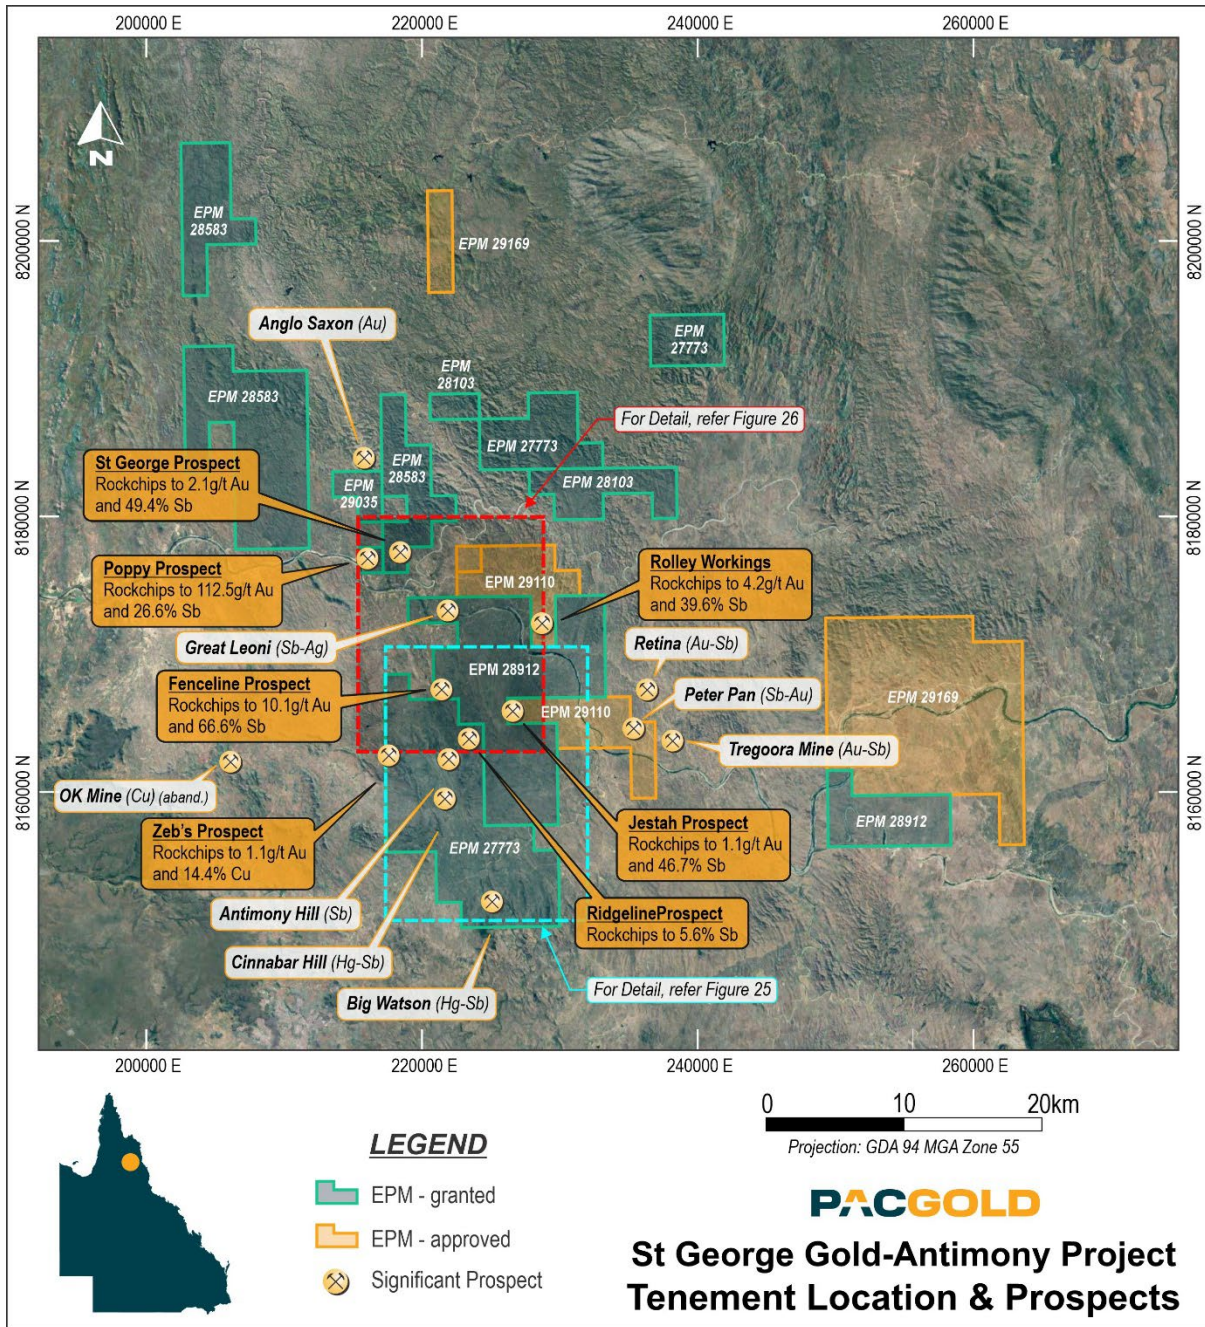 200000 E
220000 E
240000 E
260000 E
N
8200000 N
8200000 N
EPM
28583
EPM 29169
Anglo Saxon (Au)
EPM
27773
EPM
28103
EPM 28583
For Detail, refer Figure 26
EPM 27773
St George Prospect
Rockchips to 2.1g/t Au
and 49.4% Sb
EPM
28583
EPM
29035
EPM 28103
8180000 N
8180000 N
Poppy Prospect
Rockchips to 112.5g/t Au
and 26.6% Sb
EPM 29110
Rolley Workings
Rockchips to 4.2g/t Au
and 39.6% Sb
Great Leoni (Sb-Ag)
Retina (Au-Sb)
EPM 28912
Fenceline Prospect
Rockchips to 10.1g/t Au
and 66.6% Sb
EPM 29110
Peter Pan (Sb-Au)
EPM 29169
Tregoora Mine (Au-Sb)
OK Mine (Cu) (aband.)
8160000 N
8160000 N
Zeb's Prospect
Rockchips to 1.1g/t Au
and 14.4% Cu
Jestah Prospect
Rockchips to 1.1g/t Au
and 46.7% Sb
EPM 28912
EPM 27773
Antimony Hill (Sb)
RidgelineProspect
Rockchips to 5.6% Sb
Cinnabar Hill (Hg-Sb)
Big Watson (Hg-Sb)
For Detail, refer Figure 25
200000 E
220000 E
240000 E
260000 E
0
10
20km
Projection: GDA 94 MGA Zone 55
LEGEND
EPM - granted
EPM - approved
Significant Prospect
PACGOLD
St George Gold-Antimony Project
Tenement Location & Prospects